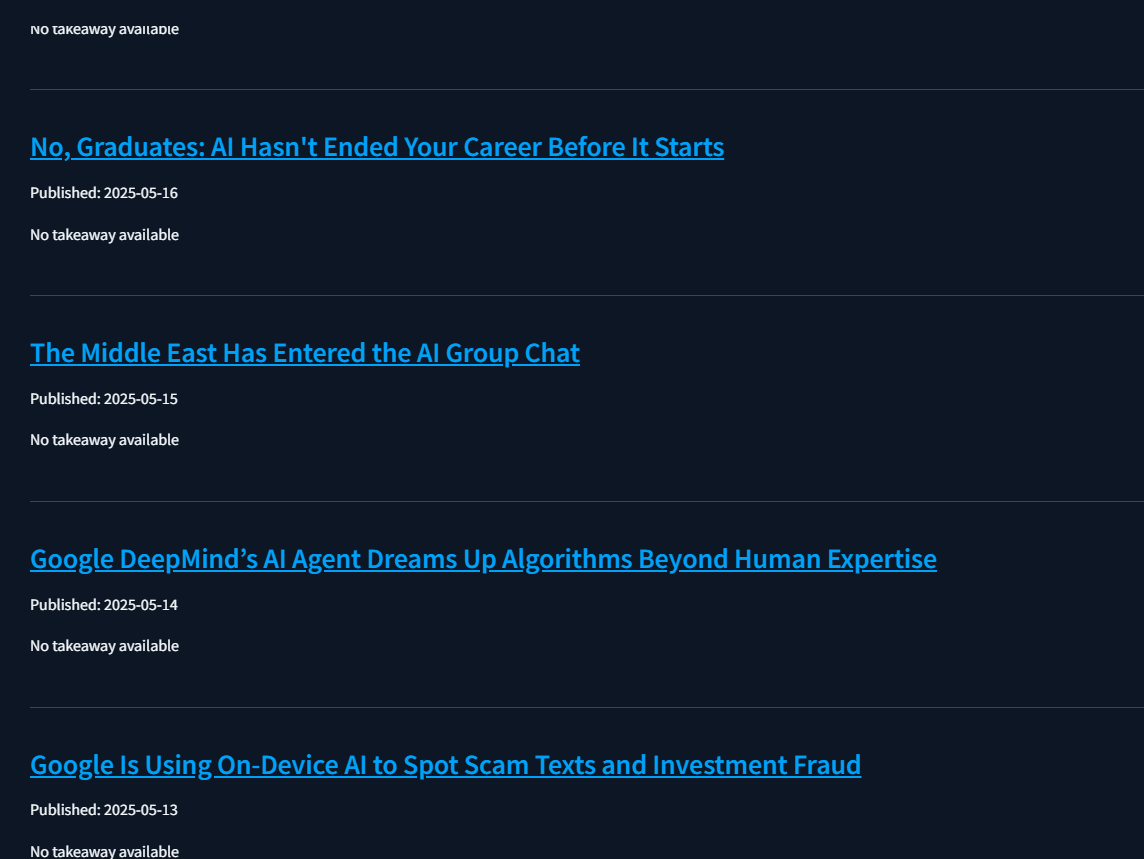 No takeaway available
No, Graduates: AI Hasn't Ended Your Career Before It Starts
Published: 2025-05-16
No takeaway available
The Middle East Has Entered the AI Group Chat
Published: 2025-05-15
No takeaway available
Google DeepMind’s AI Agent Dreams Up Algorithms Beyond Human Expertise
Published: 2025-05-14
No takeaway available
Google Is Using On-Device AI to Spot Scam Texts and Investment Fraud
Published: 2025-05-13
No takeaway available